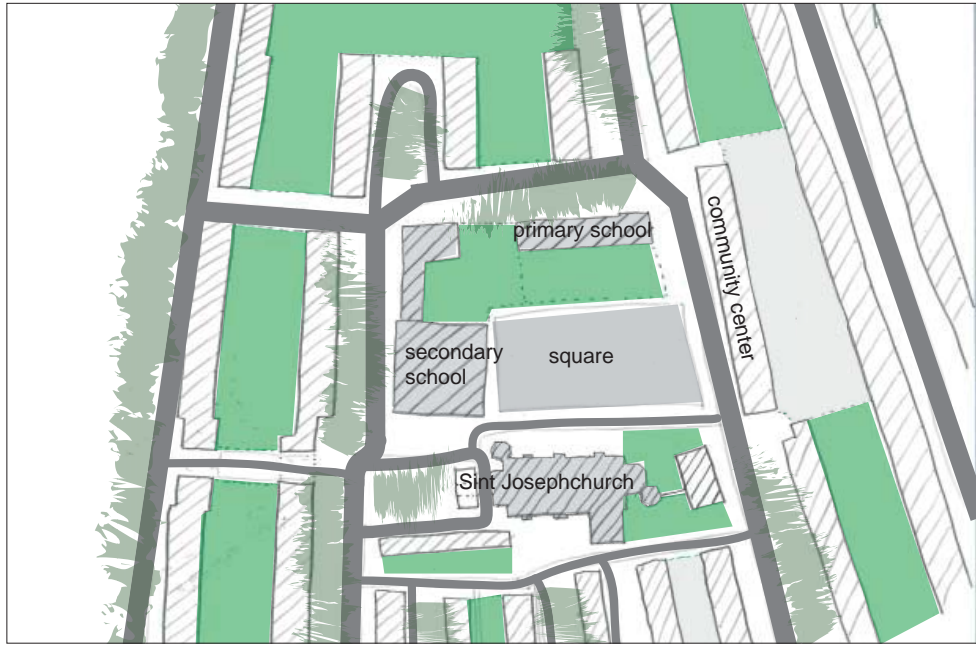 primary school
community center
secondary
school
square
Sint Josephchurch